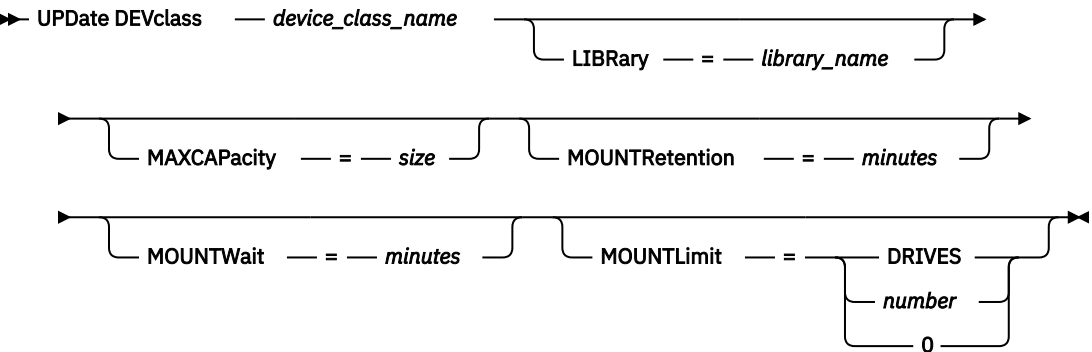 UPDate DEVclass device_class_name
LIBRary = library_name
MAXCAPacity = size MOUNTRetention = minutes
MOUNTWait = minutes MOUNTLimit = DRIVES
number
0